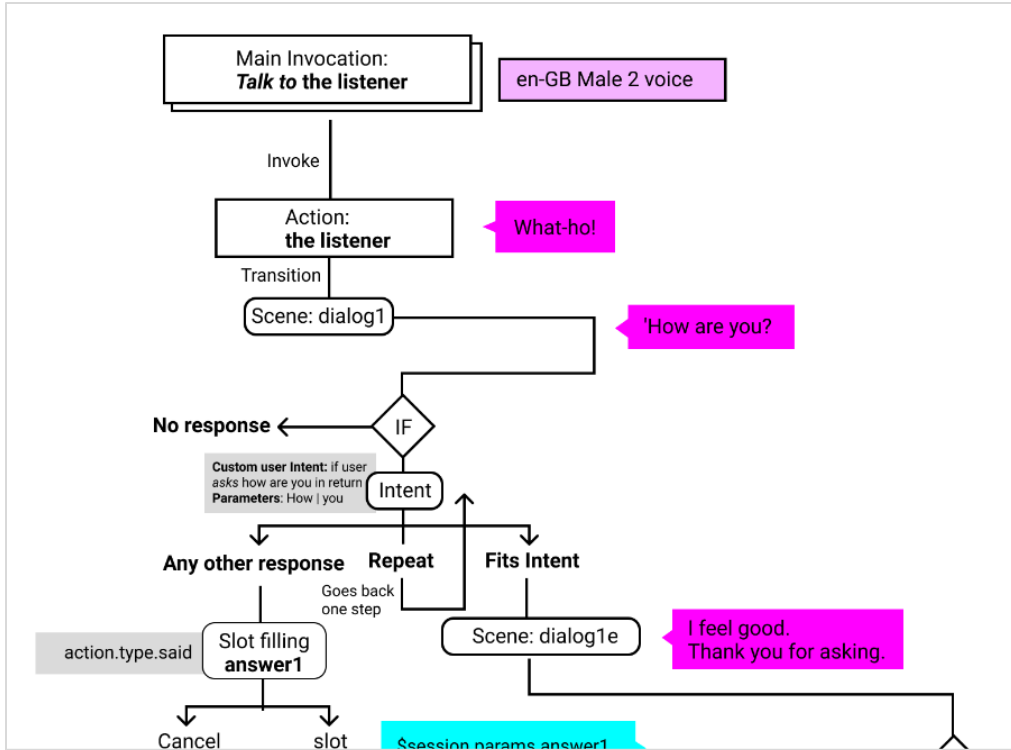 Main Invocation:
Talk to the listener
en-GB Male 2 voice
Invoke
Action:
the listener
What-ho!
Transition
Scene: dialog1
'How are you?
No response
IF
Custom user Intent: if user
asks how are you in return
Parameters: How | you
Intent
Any other response
Repeat
Fits Intent
Goes back
one step
action.type.said
Slot filling
answer1
Scene: dialog1e
I feel good.
Thank you for asking.
Cancel
slot
$session.params.answer1